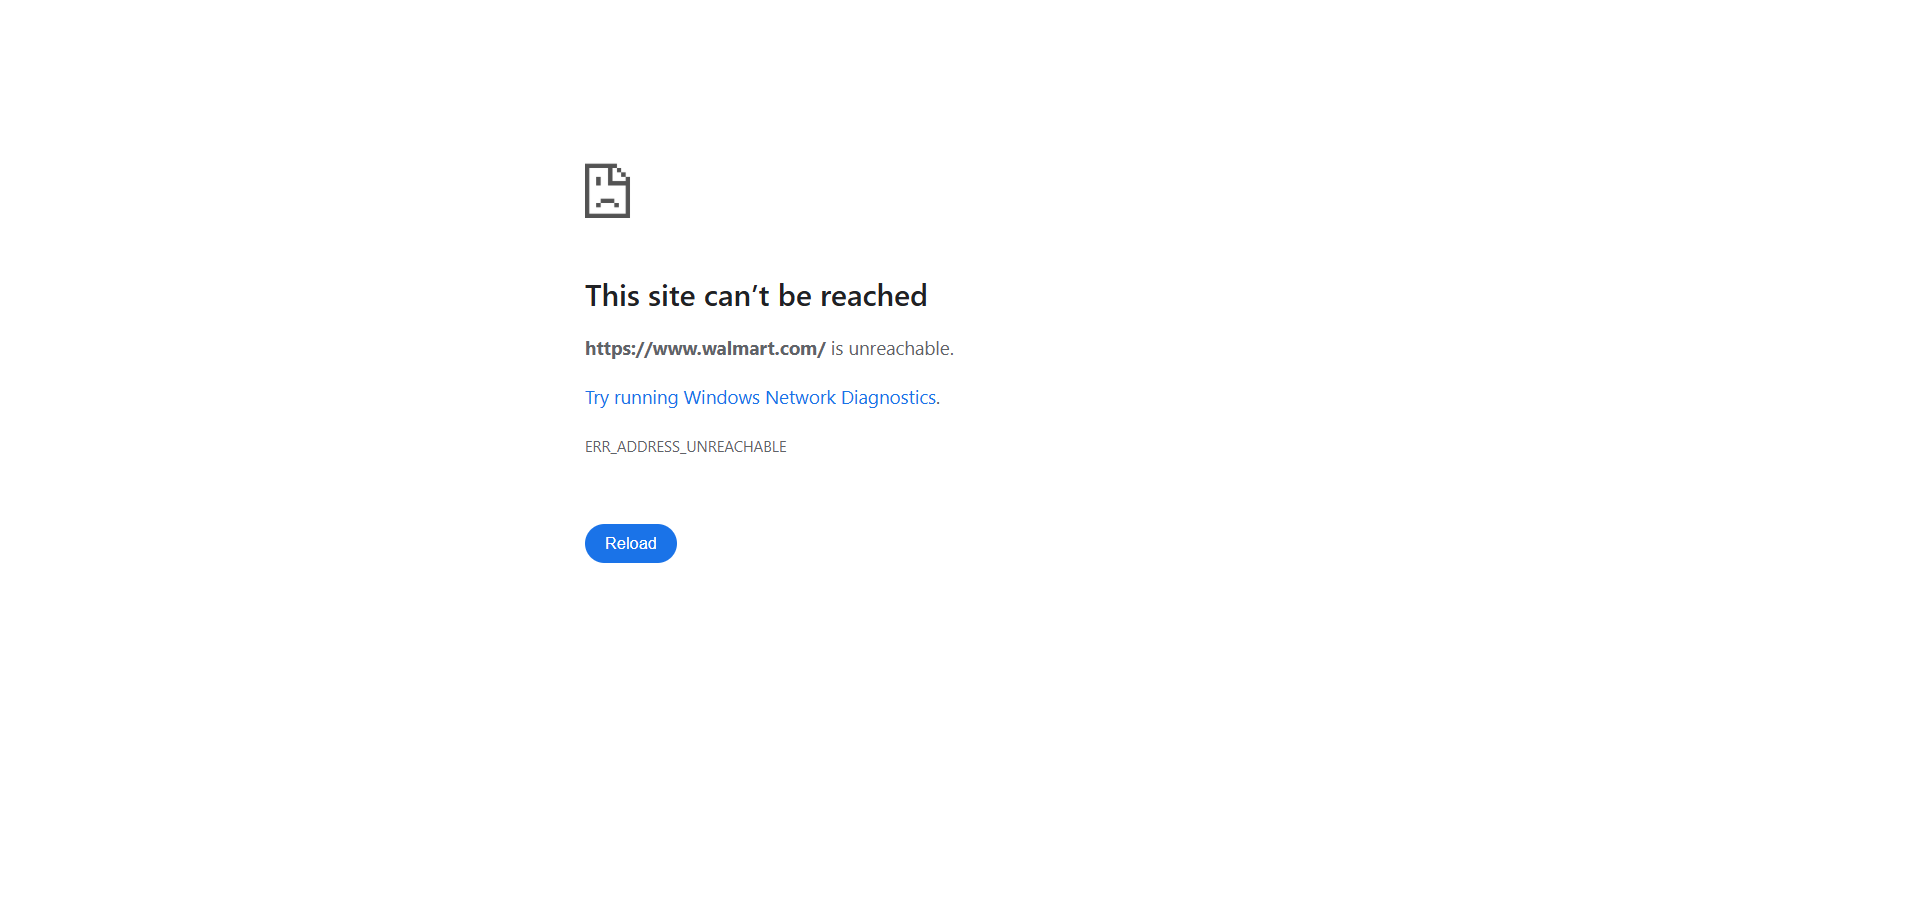 This site can’t be reached
https://www.walmart.com/ is unreachable.
Try running Windows Network Diagnostics.
ERR_ADDRESS_UNREACHABLE
Reload